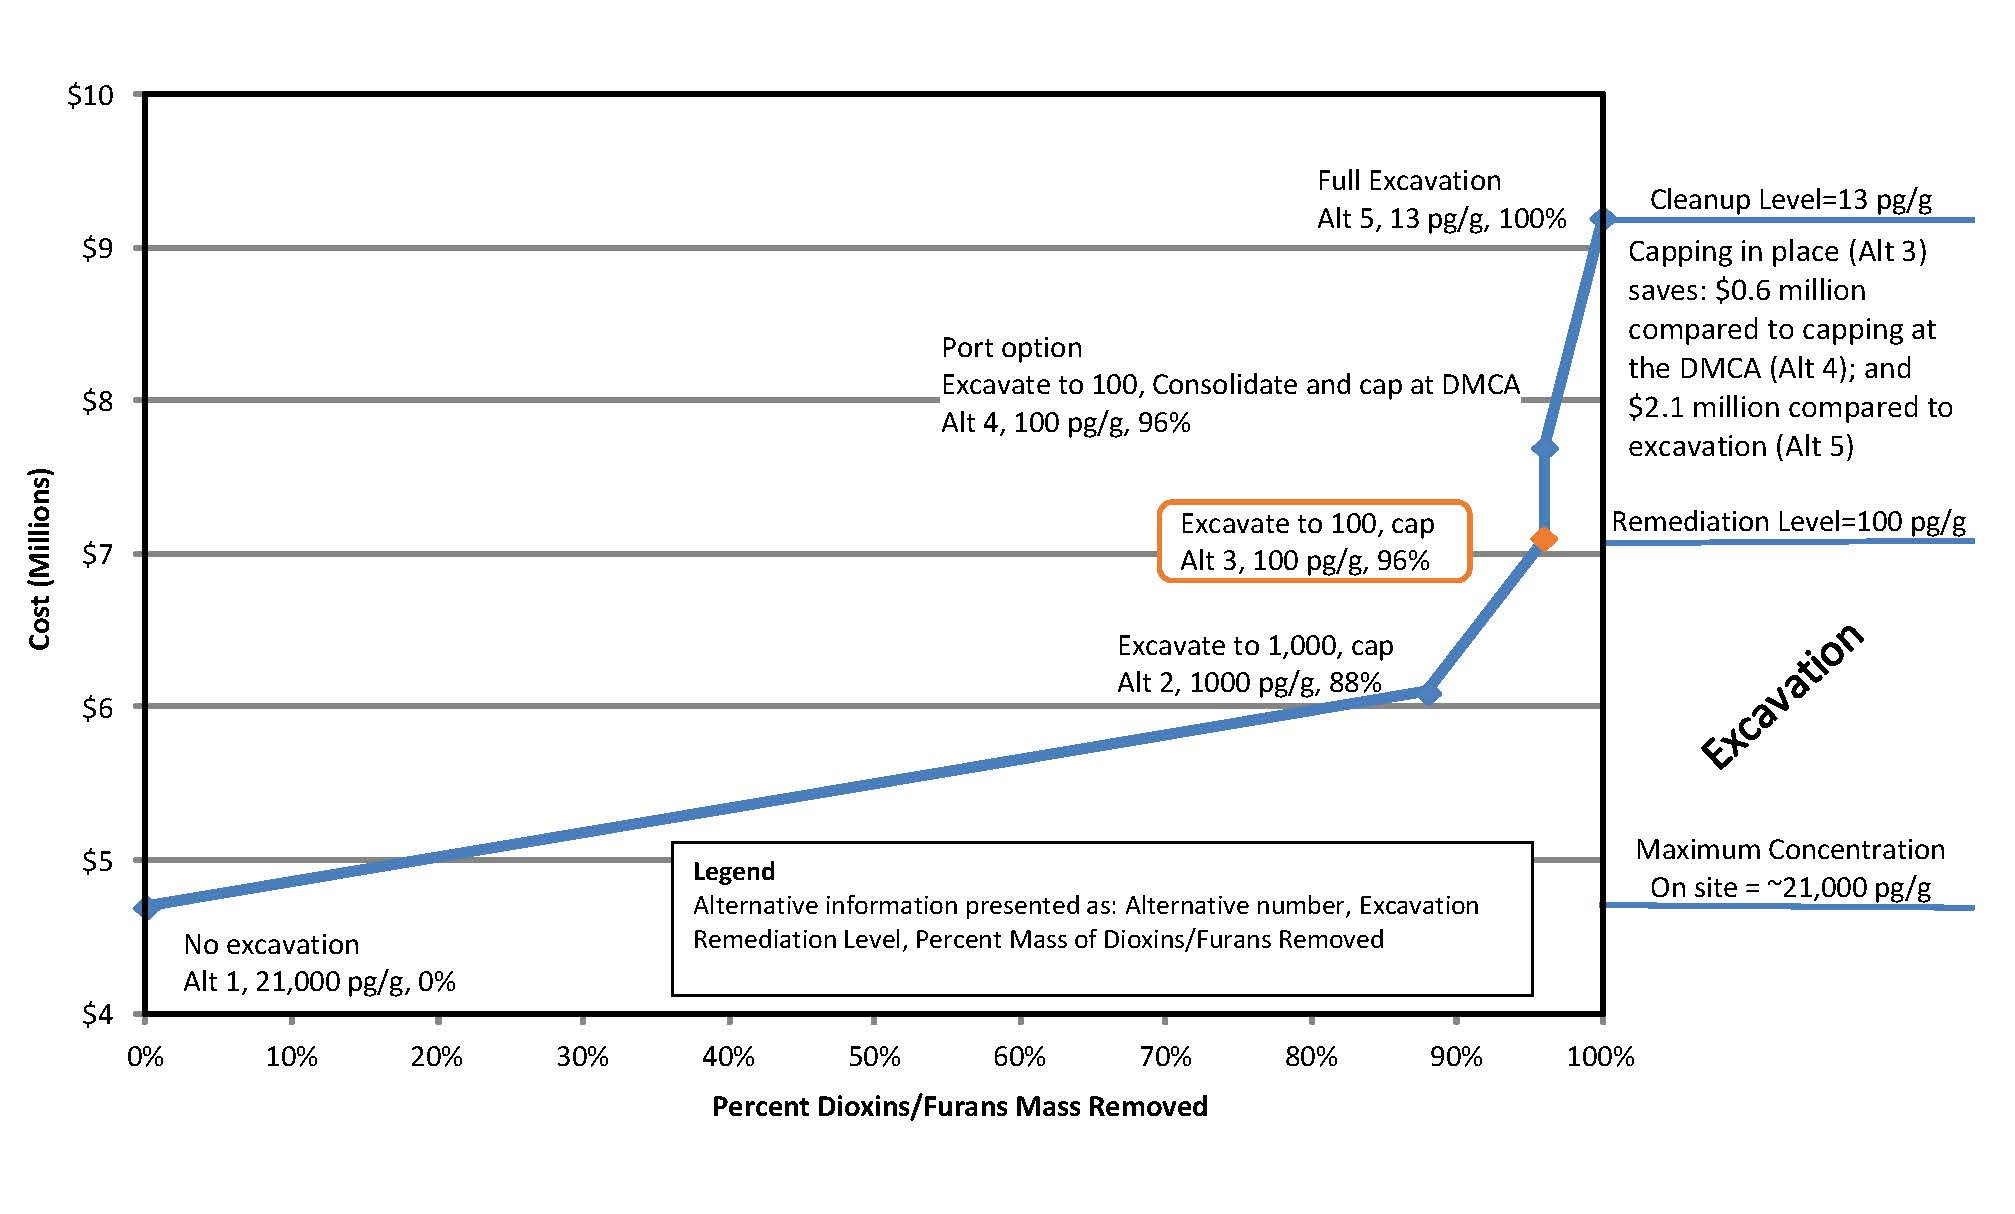 $10
$9
$8
$7
$6
$5
$4
Cost (Millions)
0%
10%
20%
30%
40%
50%
60%
70%
80%
90%
100%
Percent Dioxins/Furans Mass Removed
Full Excavation
Alt 5, 13 pg/g, 100%
Port option
Excavate to 100, Consolidate and cap at DMCA
Alt 4, 100 pg/g, 96%
Excavate to 100, cap
Alt 3, 100 pg/g, 96%
Excavate to 1,000, cap
Alt 2, 1000 pg/g, 88%
No excavation
Alt 1, 21,000 pg/g, 0%
Legend
Alternative information presented as: Alternative number, Excavation
Remediation Level, Percent Mass of Dioxins/Furans Removed
Cleanup Level=13 pg/g
Capping in place (Alt 3)
saves: $0.6 million
compared to capping at
the DMCA (Alt 4); and
$2.1 million compared to
excavation (Alt 5)
Remediation Level=100 pg/g
Excavation
Maximum Concentration
On site = ~21,000 pg/g